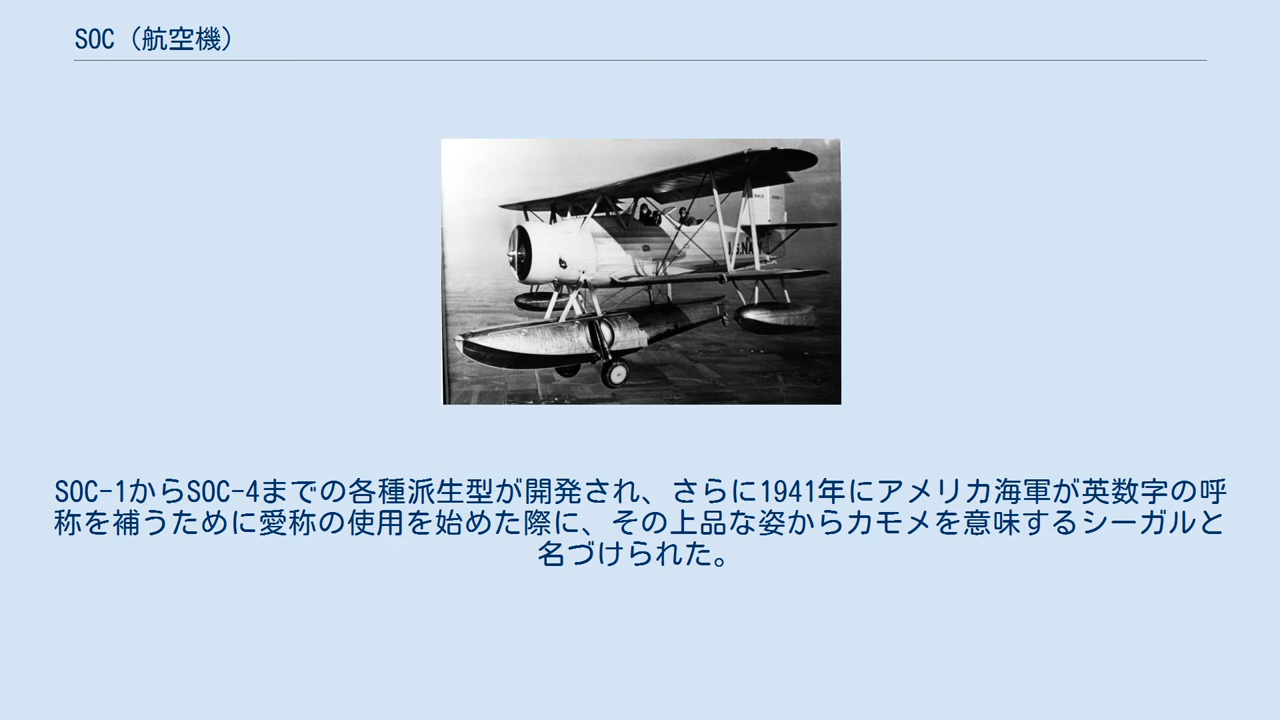 SOC（航空機）
SOC-1からSOC-4までの各種派生型が開発され、さらに1941年にアメリカ海軍が英数字の呼
称を補うために愛称の使用を始めた際に、その上品な姿からカモメを意味するシーガルと
名づけられた。